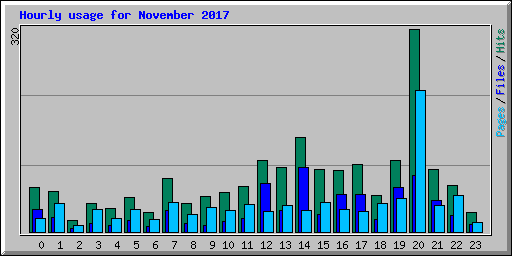 Hourly usage for November 2017
320
Pages / Files / Hits
0 1 2 3 4 5 6 7 8 9 10 11 12 13 14 15 16 17 18 19 20 21 22 23